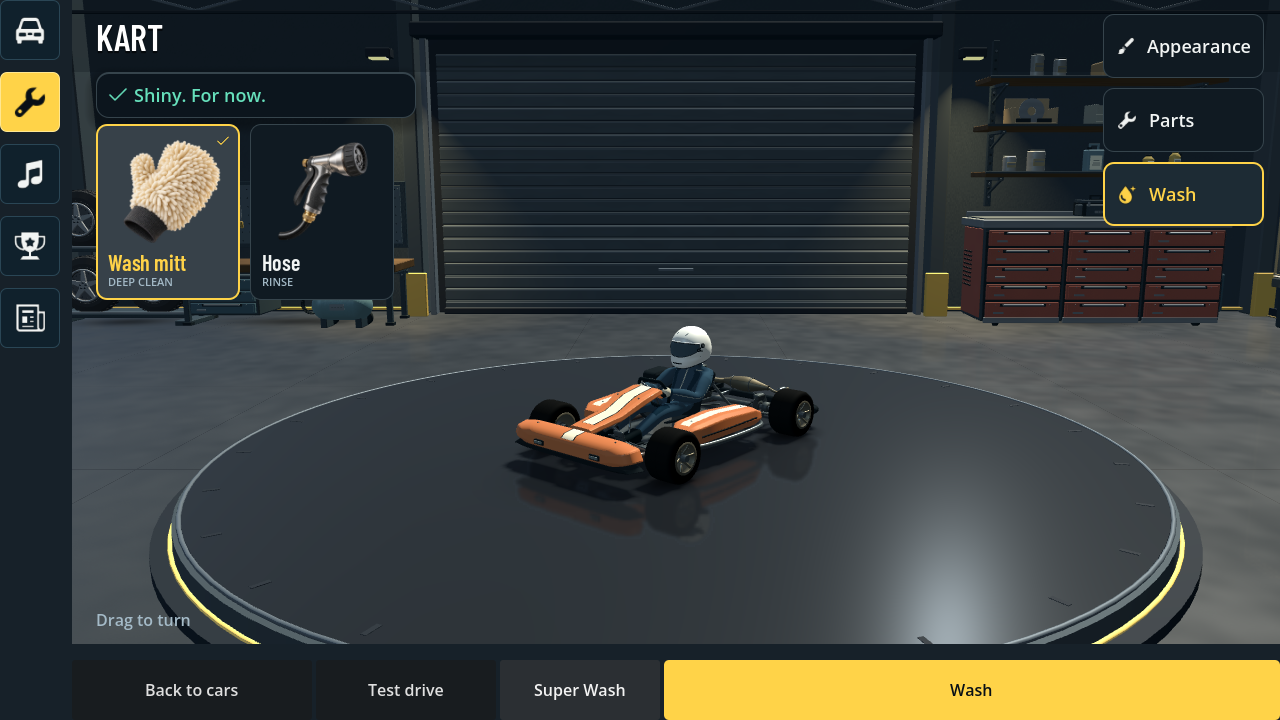 KART
Shiny. For now.
Wash mitt
DEEP CLEAN
Hose
RINSE
Appearance
Parts
Wash
Drag to turn
Back to cars
Test drive
Super Wash
Wash